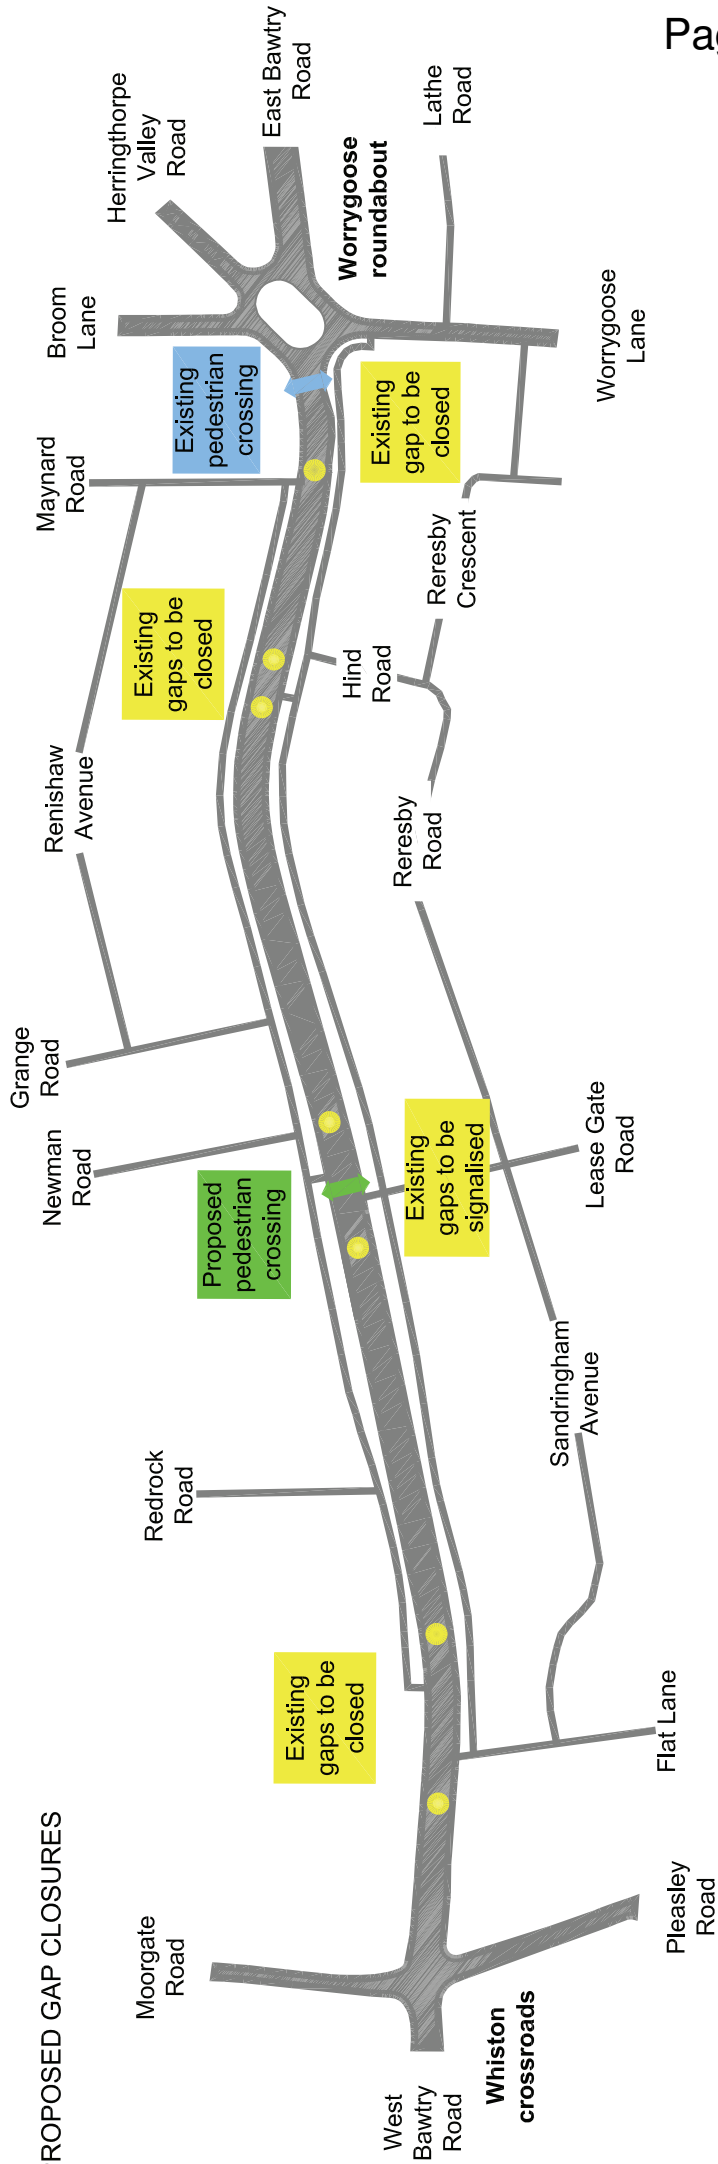 Pag
ROPOSED GAP CLOSURES
West
Bawtry
Road
Whiston
crossroads
Moorgate
Road
Pleasley
Road
Flat Lane
Existing
gaps to be
closed
Redrock
Road
Sandringham
Avenue
Proposed
pedestrian
crossing
Existing
gaps to be
signalised
Lease Gate
Road
Newman
Road
Grange
Road
Renishaw
Avenue
Reresby
Road
Existing
gaps to be
closed
Hind
Road
Reresby
Crescent
Maynard
Road
Existing
pedestrian
crossing
Existing
gap to be
closed
Broom
Lane
Worrygoose
Lane
Herringthorpe
Valley
Road
East Bawtry
Road
Worrygoose
roundabout
Lathe
Road